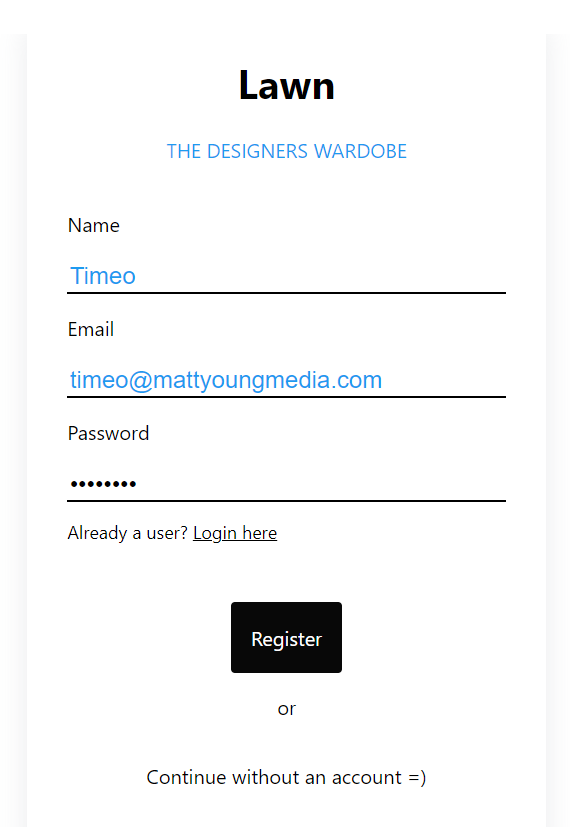 Lawn
THE DESIGNERS WARDOBE
Name
Timeo
Email
timeo@mattyoungmedia.com
Password
••••••••
Already a user? Login here
Register
or
Continue without an account =)